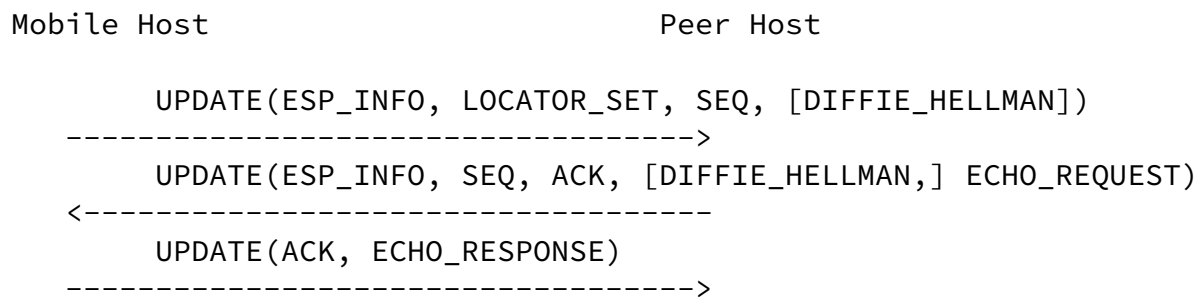 Mobile Host                         Peer Host
UPDATE(ESP_INFO, LOCATOR_SET, SEQ, [DIFFIE_HELLMAN])
----------------------------------->
UPDATE(ESP_INFO, SEQ, ACK, [DIFFIE_HELLMAN,] ECHO_REQUEST)
<-----------------------------------
UPDATE(ACK, ECHO_RESPONSE)
----------------------------------->